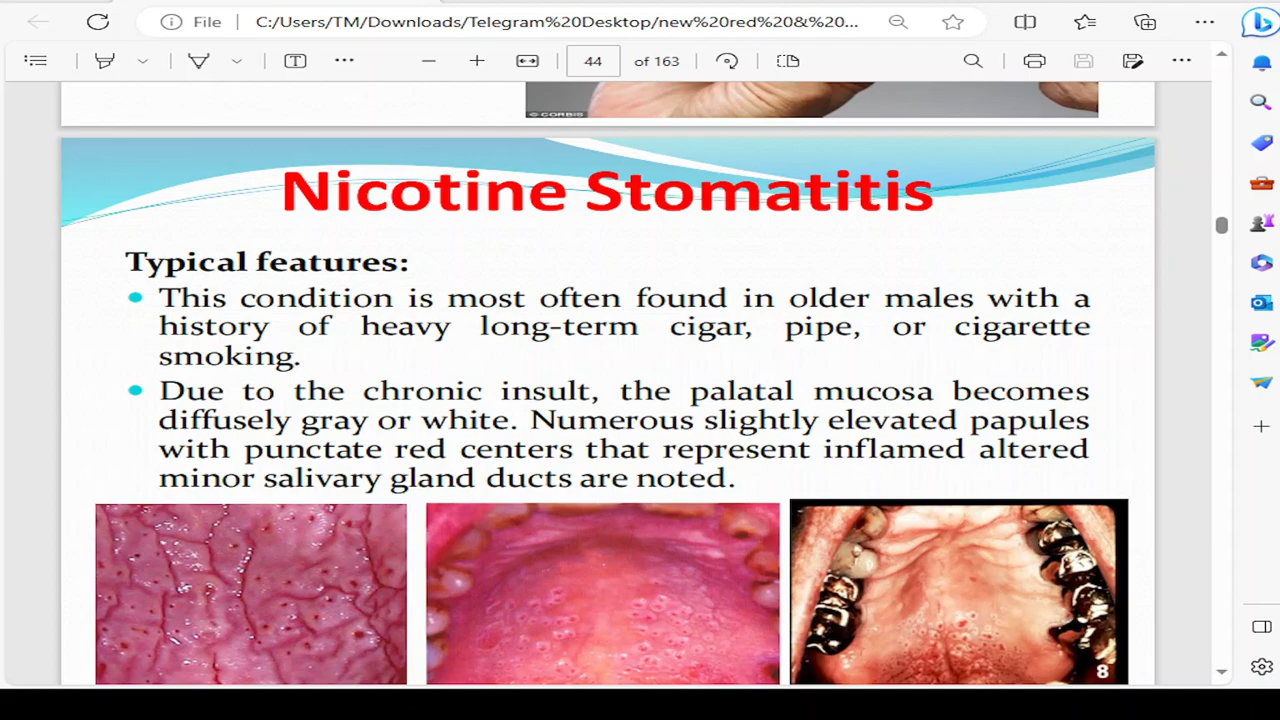 File
C:/Users/TM/Downloads/Telegram%20Desktop/new%20red%20&%20...
44 of 163
© CORBIS
Nicotine Stomatitis
Typical features:
This condition is most often found in older males with a
history of heavy long-term cigar, pipe, or cigarette
smoking.
Due to the chronic insult, the palatal mucosa becomes
diffusely gray or white. Numerous slightly elevated papules
with punctate red centers that represent inflamed altered
minor salivary gland ducts are noted.
8